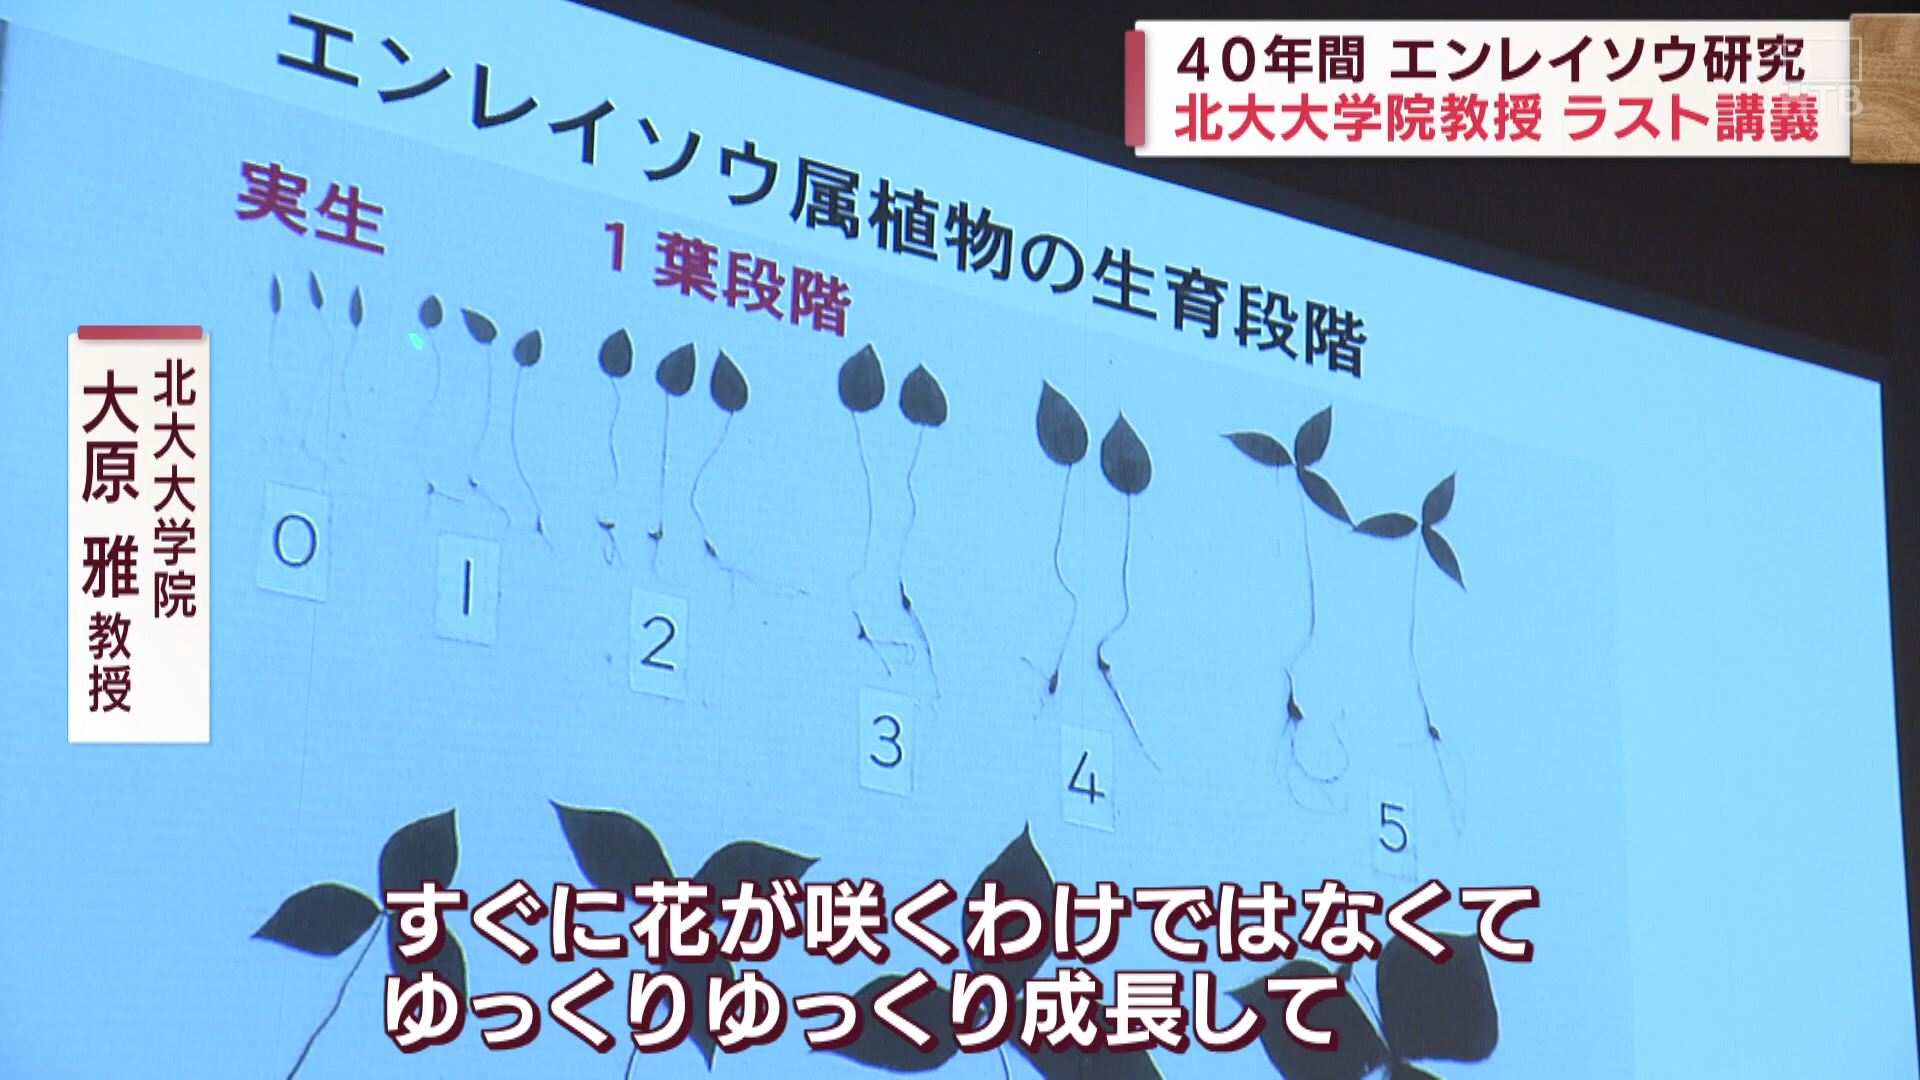 40年間 エンレイソウ研究
北大大学院教授 ラスト講義
エンレイソウ属植物の生育段階
実生
1葉段階
0
1
2
3
4
5
北大大学院
大原 雅 教授
すぐに花が咲くわけではなくて
ゆっくりゆっくり成長して